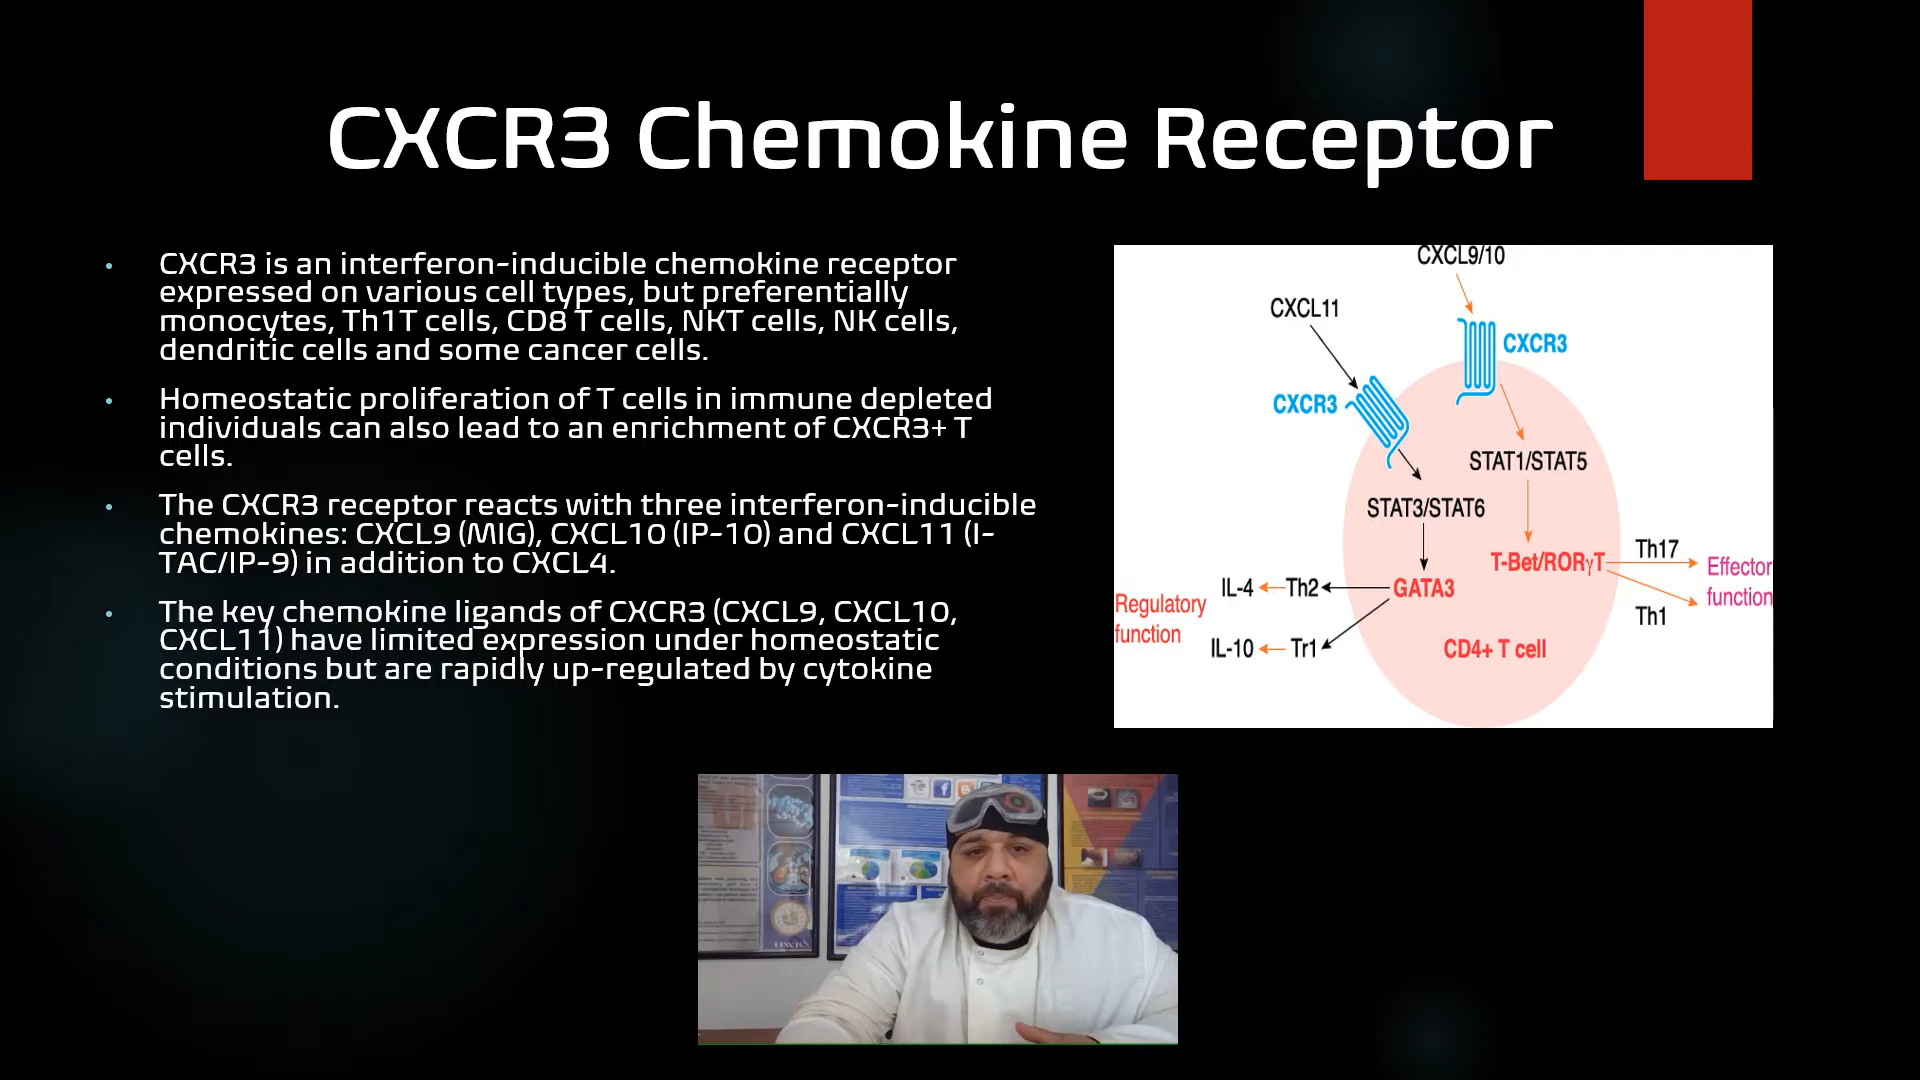 CXCR3 Chemokine Receptor
• CXCR3 is an interferon-inducible chemokine receptor
expressed on various cell types, but preferentially
monocytes, Th1T cells, CD8 T cells, NKT cells, NK cells,
dendritic cells and some cancer cells.
• Homeostatic proliferation of T cells in immune depleted
individuals can also lead to an enrichment of CXCR3+ T
cells.
• The CXCR3 receptor reacts with three interferon-inducible
chemokines: CXCL9 (MIG), CXCL10 (IP-10) and CXCL11 (I-
TAC/IP-9) in addition to CXCL4.
• The key chemokine ligands of CXCR3 (CXCL9, CXCL10,
CXCL11) have limited expression under homeostatic
conditions but are rapidly up-regulated by cytokine
stimulation.
CXCL9/10
CXCL11
CXCR3
CXCR3
STAT1/STAT5
STAT3/STAT6
T-Bet/RORγT
Th17
Effector
function
Th1
IL-4
Th2
GATA3
Regulatory
function
IL-10
Tr1
CD4+ T cell